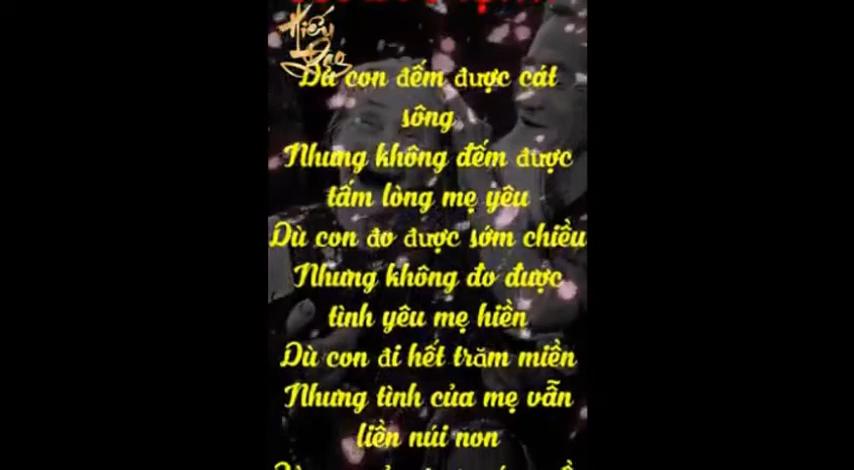 Hiếu
Đạo
Dù con đếm được cát
sông
Nhưng không đếm được
tấm lòng mẹ yêu
Dù con đo được sớm chiều
Nhưng không đo được
tình yêu mẹ hiền
Dù con đi hết trăm miền
Nhưng tình của mẹ vẫn
liền núi non